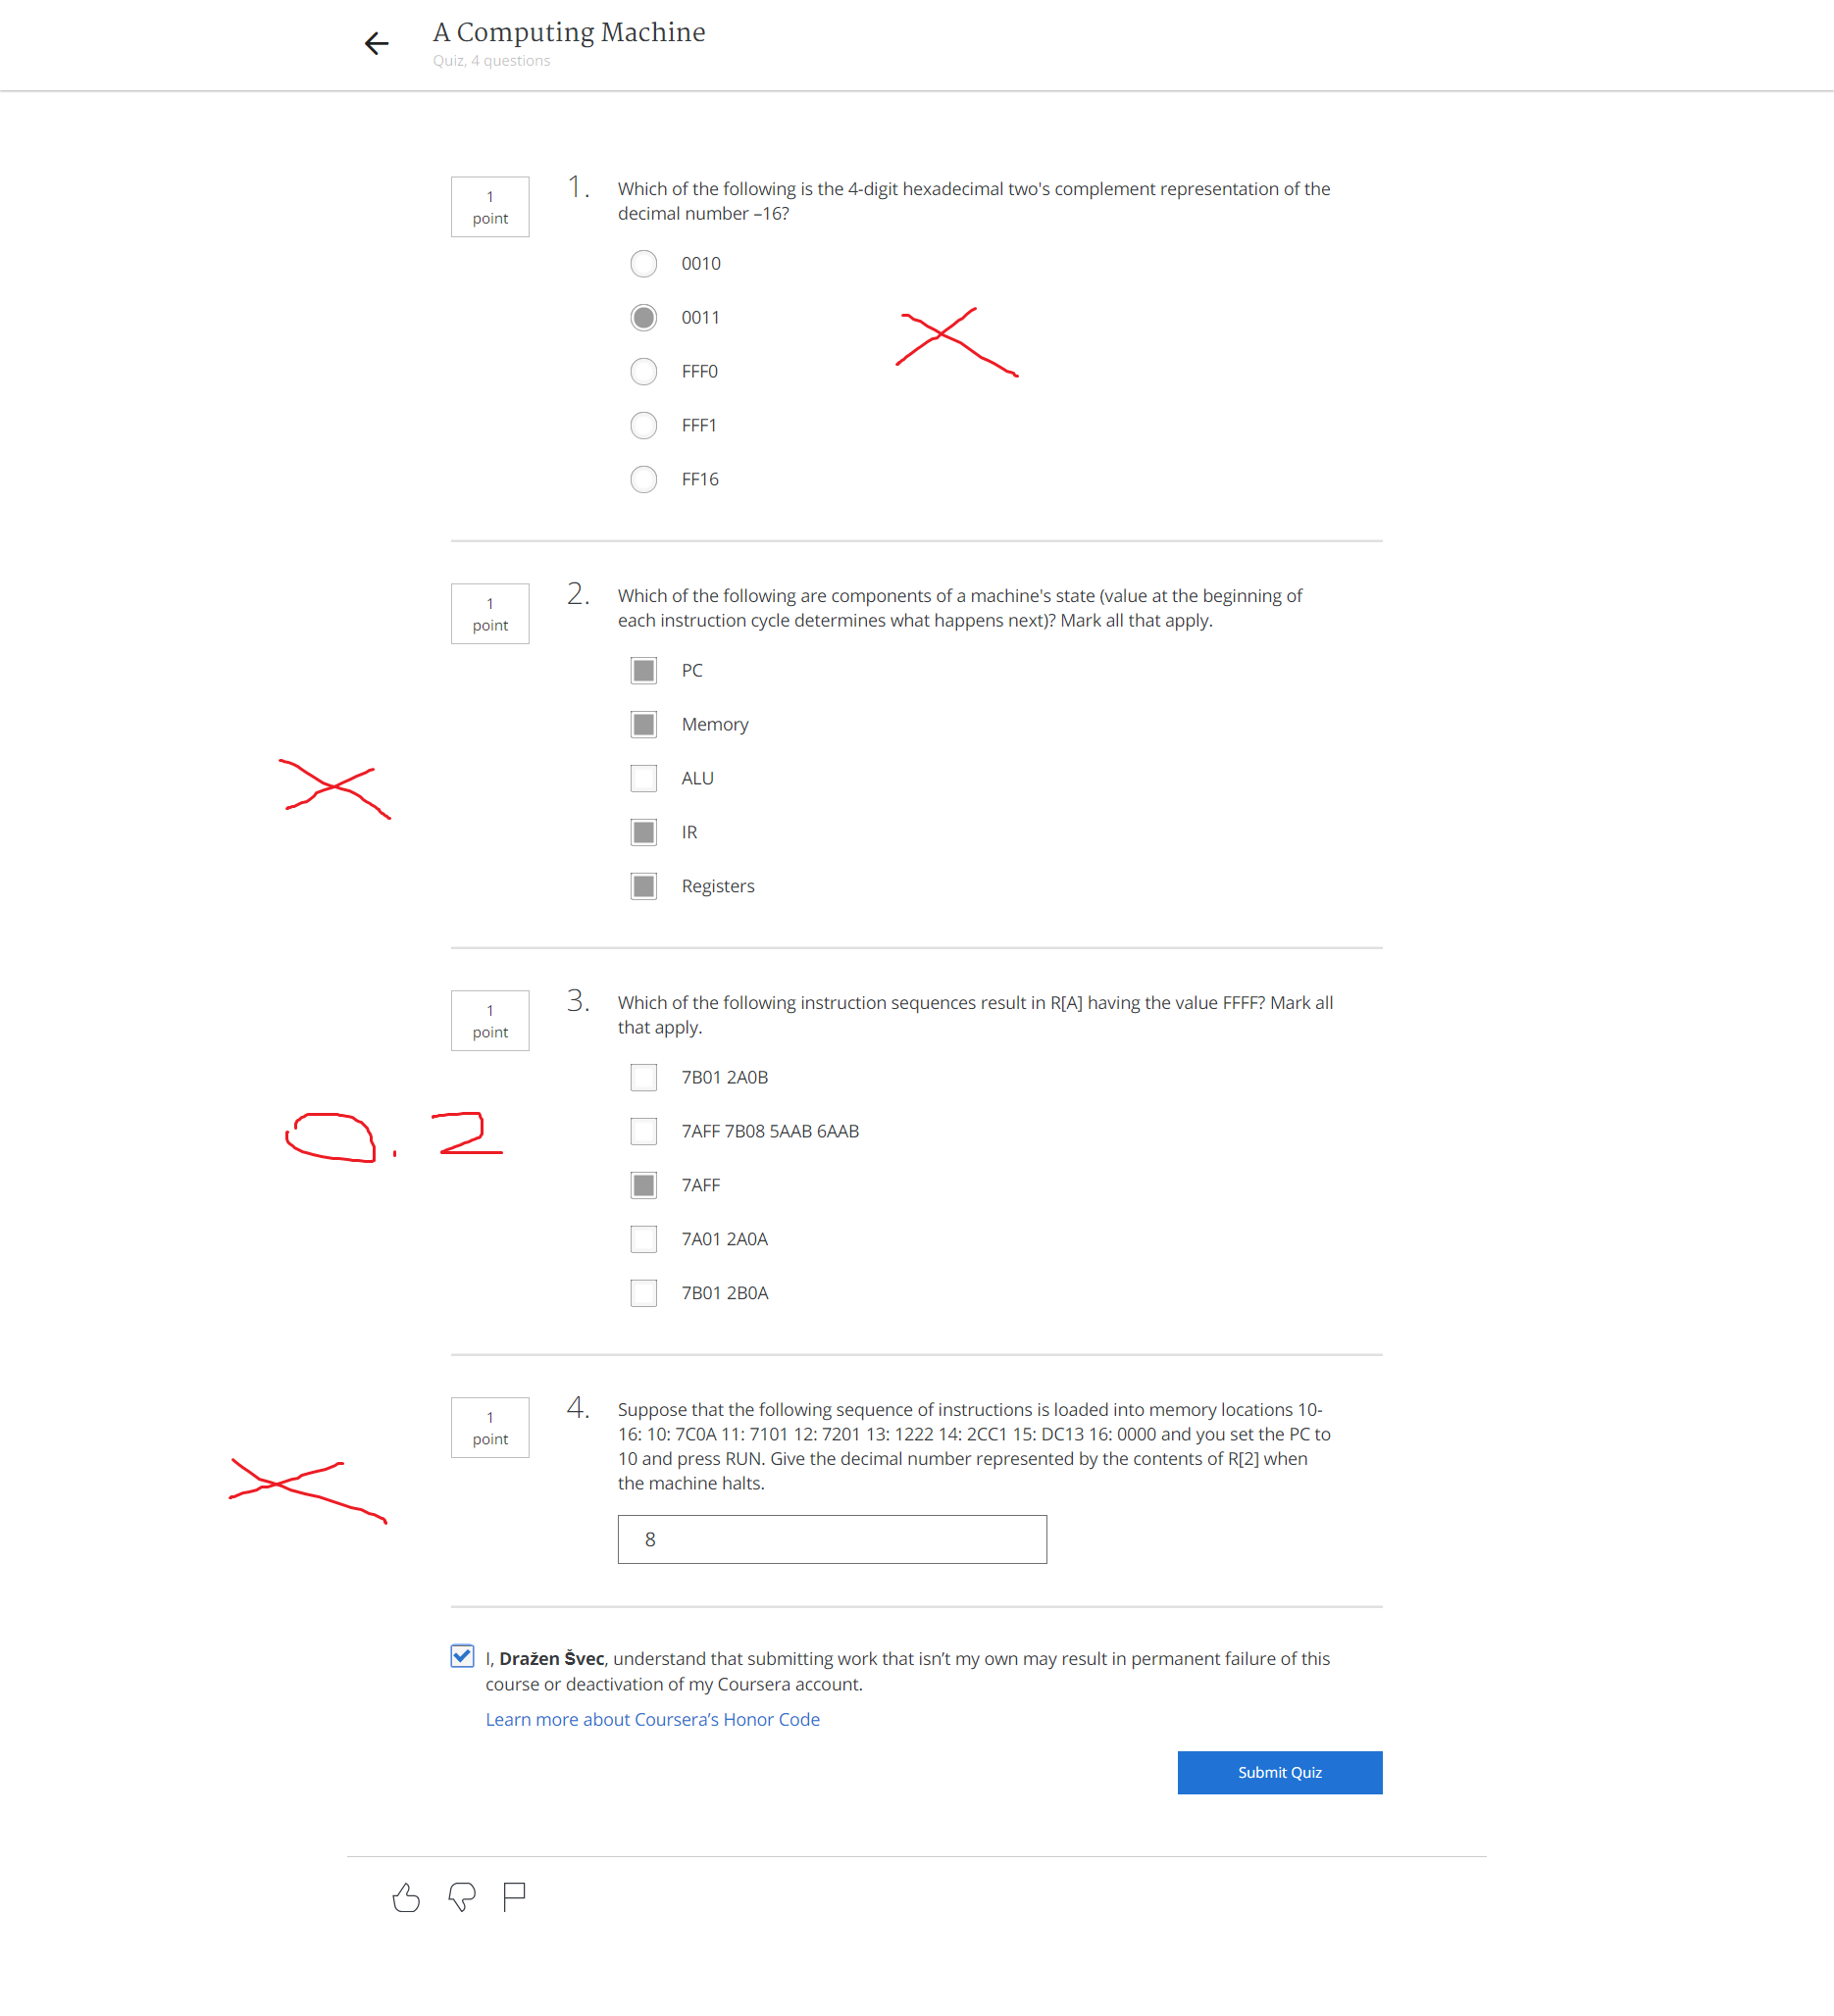 A Computing Machine
Quiz, 4 questions
1
point
1.
Which of the following is the 4-digit hexadecimal two's complement representation of the
decimal number –16?
0010
0011
FFF0
FFF1
FF16
1
point
2.
Which of the following are components of a machine's state (value at the beginning of
each instruction cycle determines what happens next)? Mark all that apply.
PC
Memory
ALU
IR
Registers
1
point
3.
Which of the following instruction sequences result in R[A] having the value FFFF? Mark all
that apply.
7B01 2A0B
0.2
7AFF 7B08 5AAB 6AAB
7AFF
7A01 2A0A
7B01 2B0A
1
point
4.
Suppose that the following sequence of instructions is loaded into memory locations 10-
16: 10: 7C0A 11: 7101 12: 7201 13: 1222 14: 2CC1 15: DC13 16: 0000 and you set the PC to
10 and press RUN. Give the decimal number represented by the contents of R[2] when
the machine halts.
8
I, Dražen Švec, understand that submitting work that isn’t my own may result in permanent failure of this
course or deactivation of my Coursera account.
Learn more about Coursera’s Honor Code
Submit Quiz